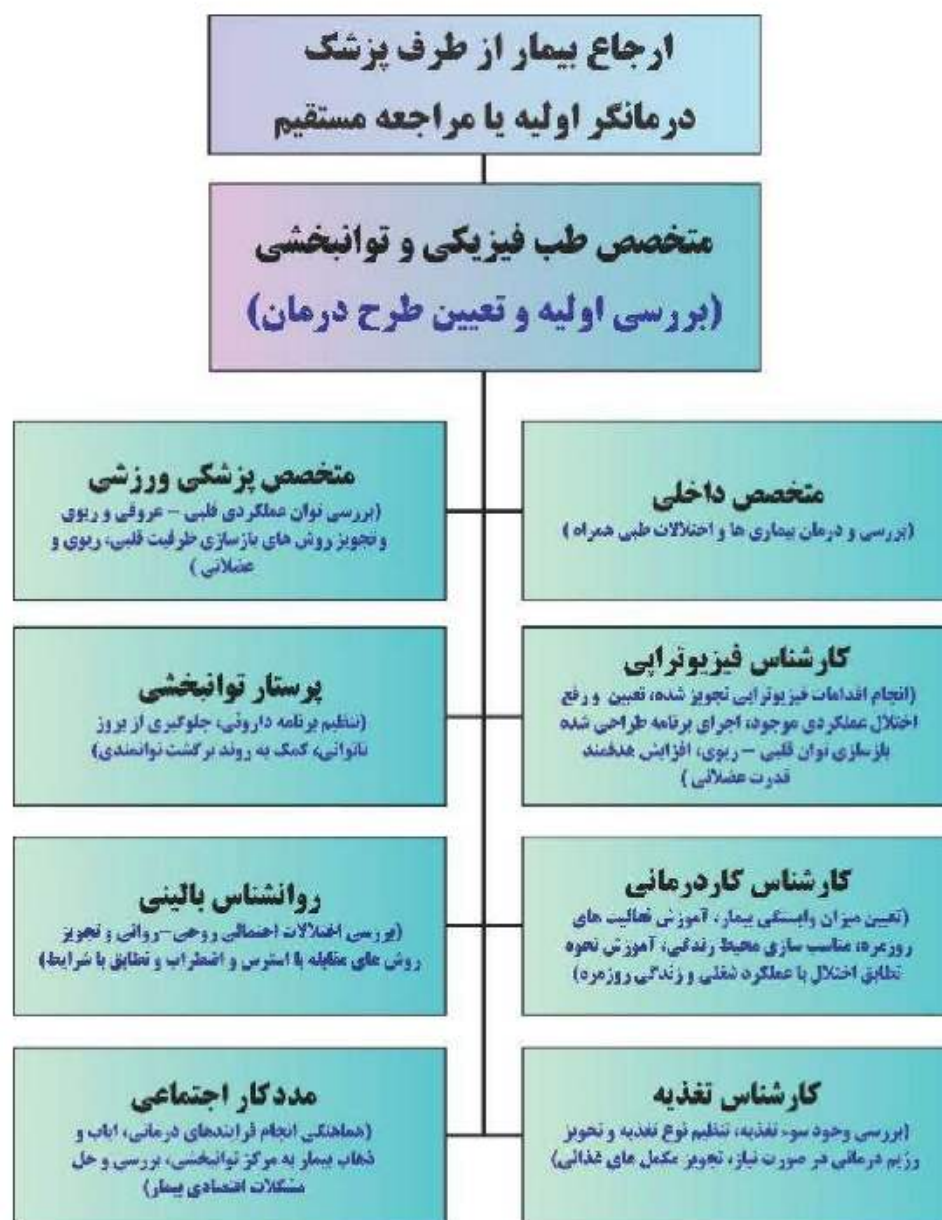 ارجاع بیمار از طرف پزشک
درمانگر اولیه یا مراجعه مستقیم
متخصص طب فیزیکی و توانبخشی
(بررسی اولیه و تعیین طرح درمان)
متخصص داخلی
(بررسی و درمان بیماری ها و اختلالات طبی همراه )
متخصص پزشکی ورزشی
(بررسی توان عملکردی قلبی – عروقی و ریوی
و تجویز روش های بازسازی ظرفیت قلبی، ریوی و
عضلانی )
کارشناس فیزیوتراپی
(انجام اقدامات فیزیوتراپی تجویز شده، تعیین و رفع
اختلال عملکردی موجود، اجرای برنامه طراحی شده
بازسازی توان قلبی – ریوی، افزایش هدفمند
قدرت عضلانی )
پرستار توانبخشی
(تنظیم برنامه داروئی، جلوگیری از بروز
ناتوانی، کمک به روند برگشت توانمندی)
کارشناس کاردرمانی
(تعیین میزان وابستگی بیمار، آموزش فعالیت های
روزمره، مناسب سازی محیط زندگی، آموزش نحوه
تطابق اختلال با عملکرد شغلی و زندگی روزمره)
روانشناس بالینی
(بررسی اختلالات احتمالی روحی-روانی و تجویز
روش های مقابله با استرس و اضطراب و تطابق با شرایط)
کارشناس تغذیه
(بررسی وجود سوء تغذیه، تنظیم نوع تغذیه و تجویز
رژیم درمانی در صورت نیاز، تجویز مکمل های غذائی)
مددکار اجتماعی
(هماهنگی انجام فرایندهای درمانی، ایاب و
ذهاب بیمار به مرکز توانبخشی، بررسی و حل
مشکلات اقتصادی بیمار)